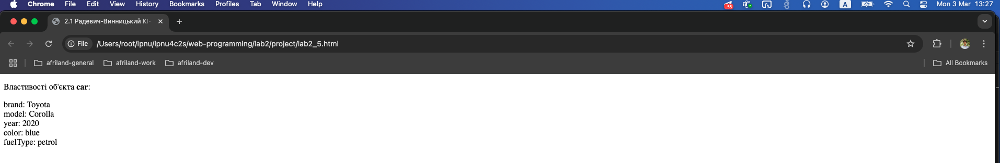 Chrome File Edit View History Bookmarks Profiles Tab Window Help 55 A Mon 3 Mar 13:27
2.1 Радевич-Винницький КІ-
File /Users/root/lpnu/lpnu4c2s/web-programming/lab2/project/lab2_5.html
afriland-general afriland-work afriland-dev All Bookmarks
Властивості об'єкта car:
brand: Toyota
model: Corolla
year: 2020
color: blue
fuelType: petrol